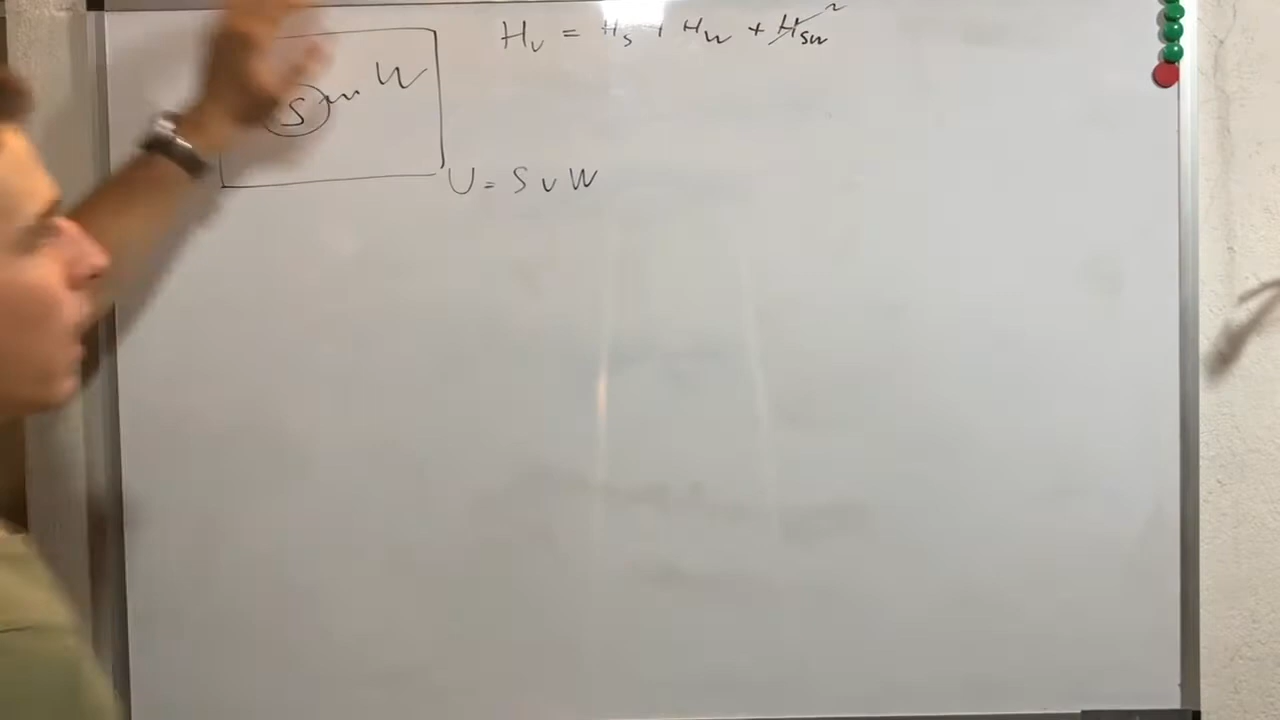 H_U = H_S + H_W + H_SW
S W
U = S ∪ W